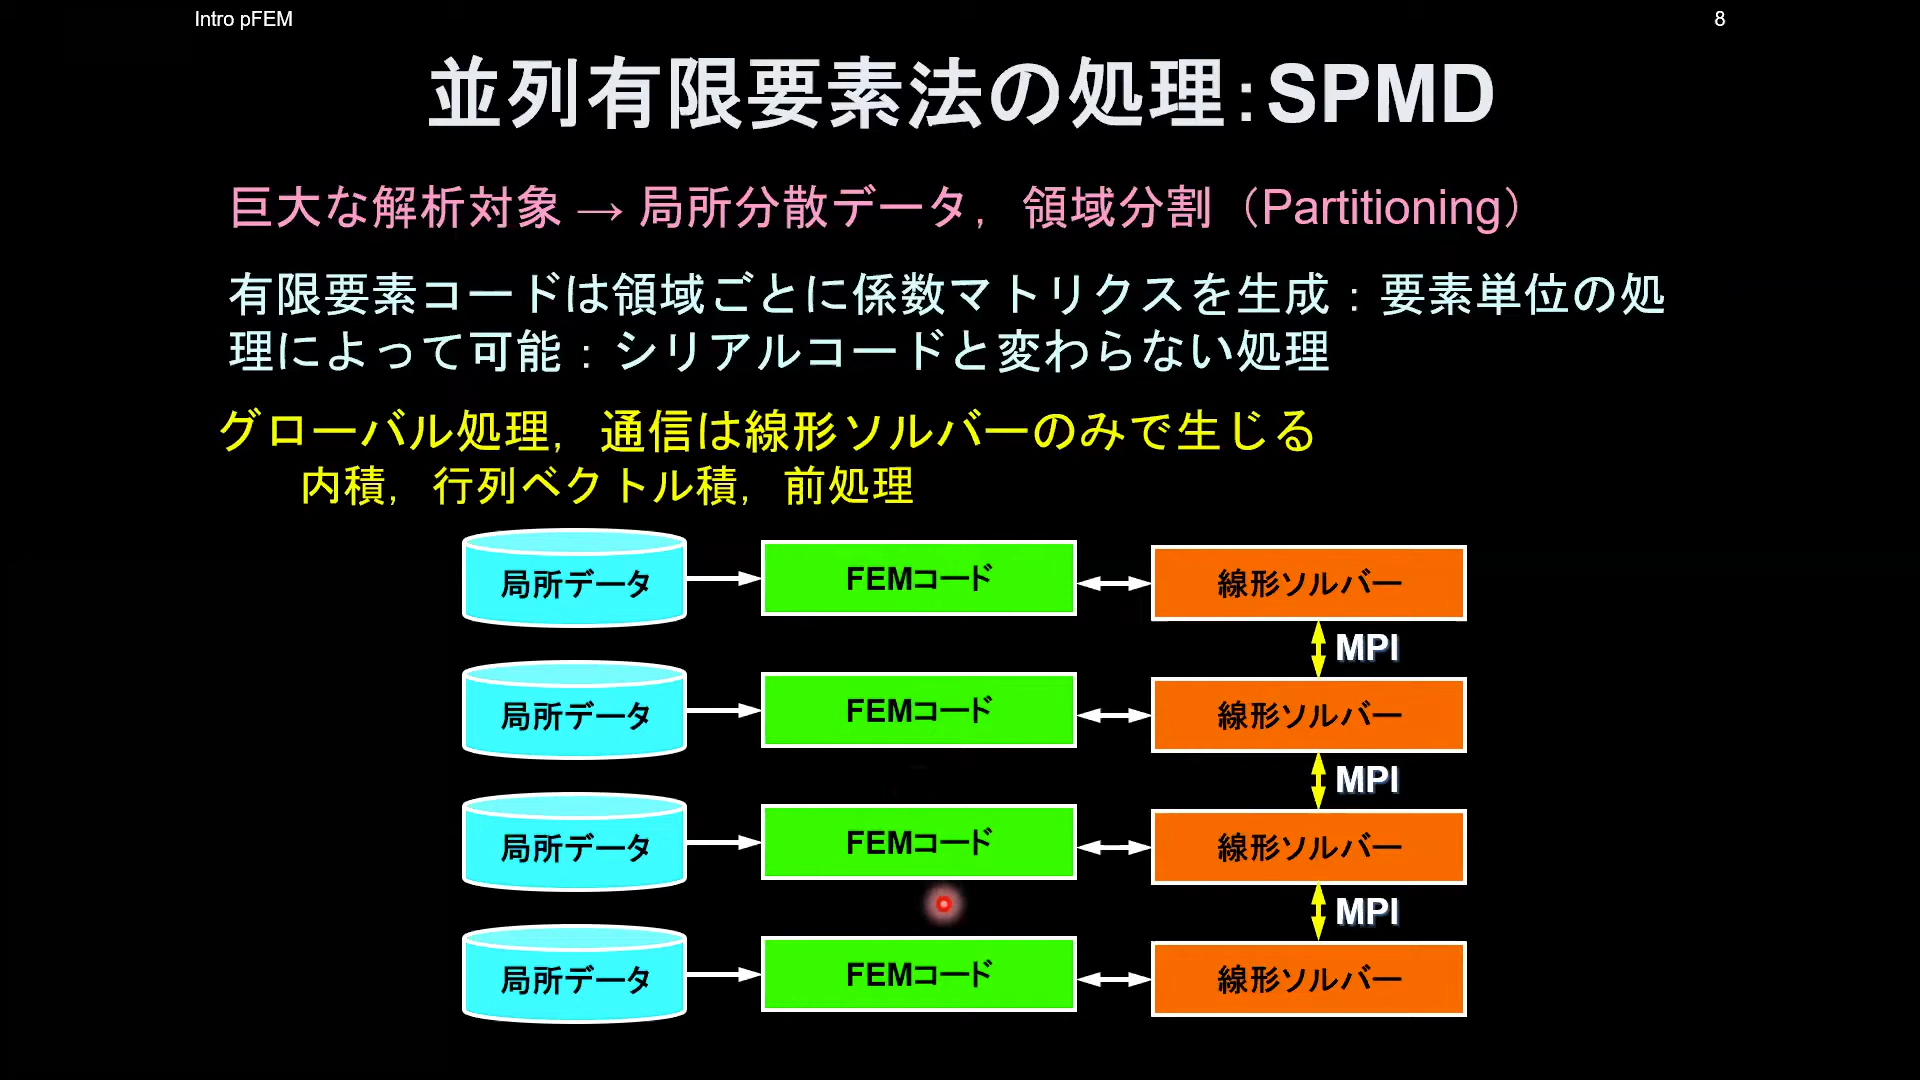 Intro pFEM
8
並列有限要素法の処理：SPMD
巨大な解析対象 → 局所分散データ，領域分割（Partitioning）
有限要素コードは領域ごとに係数マトリクスを生成：要素単位の処
理によって可能：シリアルコードと変わらない処理
グローバル処理，通信は線形ソルバーのみで生じる
内積，行列ベクトル積，前処理
局所データ FEMコード 線形ソルバー
MPI
局所データ FEMコード 線形ソルバー
MPI
局所データ FEMコード 線形ソルバー
MPI
局所データ FEMコード 線形ソルバー